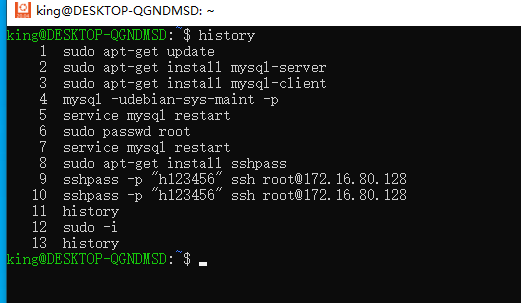 king@DESKTOP-QGNDMSD: ~
king@DESKTOP-QGNDMSD:~$ history
1 sudo apt-get update
2 sudo apt-get install mysql-server
3 sudo apt-get install mysql-client
4 mysql -udebian-sys-maint -p
5 service mysql restart
6 sudo passwd root
7 service mysql restart
8 sudo apt-get install sshpass
9 sshpass -p "h123456" ssh root@172.16.80.128
10 sshpass -p "h123456" ssh root@172.16.80.128
11 history
12 sudo -i
13 history
king@DESKTOP-QGNDMSD:~$